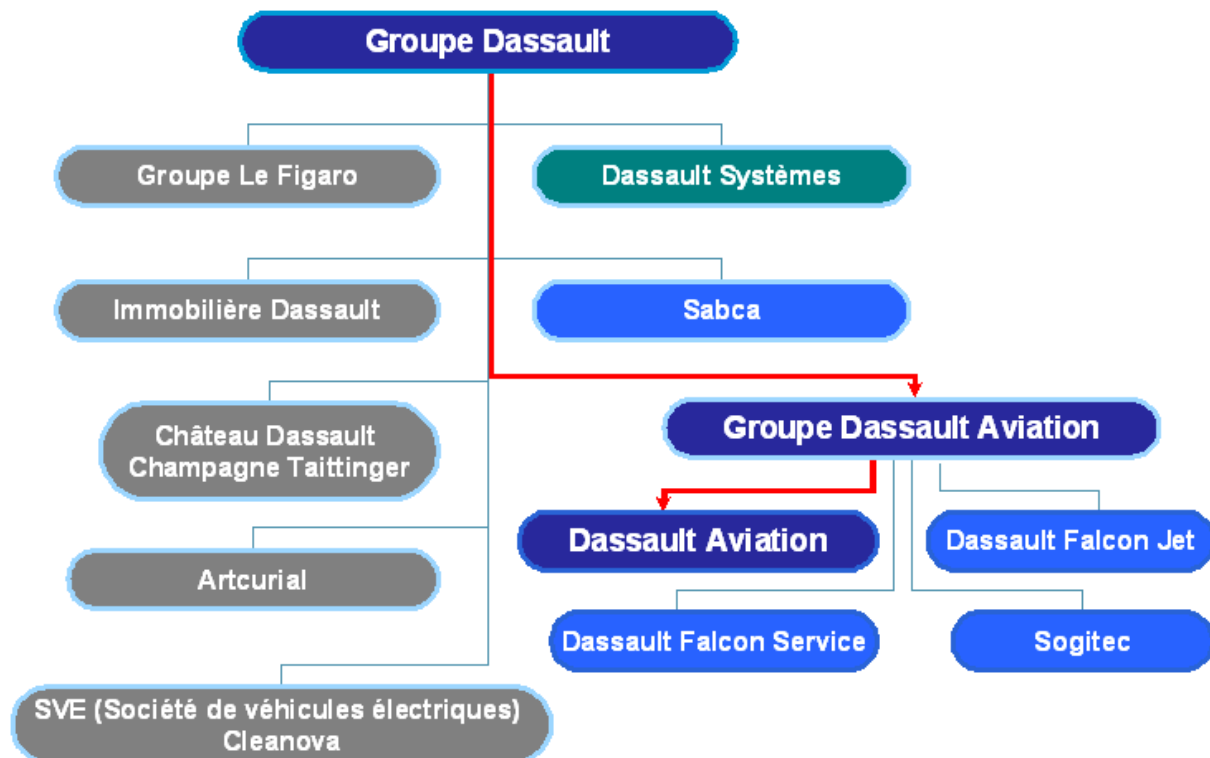 Groupe Dassault
Groupe Le Figaro
Dassault Systèmes
Immobilière Dassault
Sabca
Château Dassault
Champagne Taittinger
Groupe Dassault Aviation
Dassault Aviation
Dassault Falcon Jet
Artcurial
Dassault Falcon Service
Sogitec
SVE (Société de véhicules électriques)
Cleanova